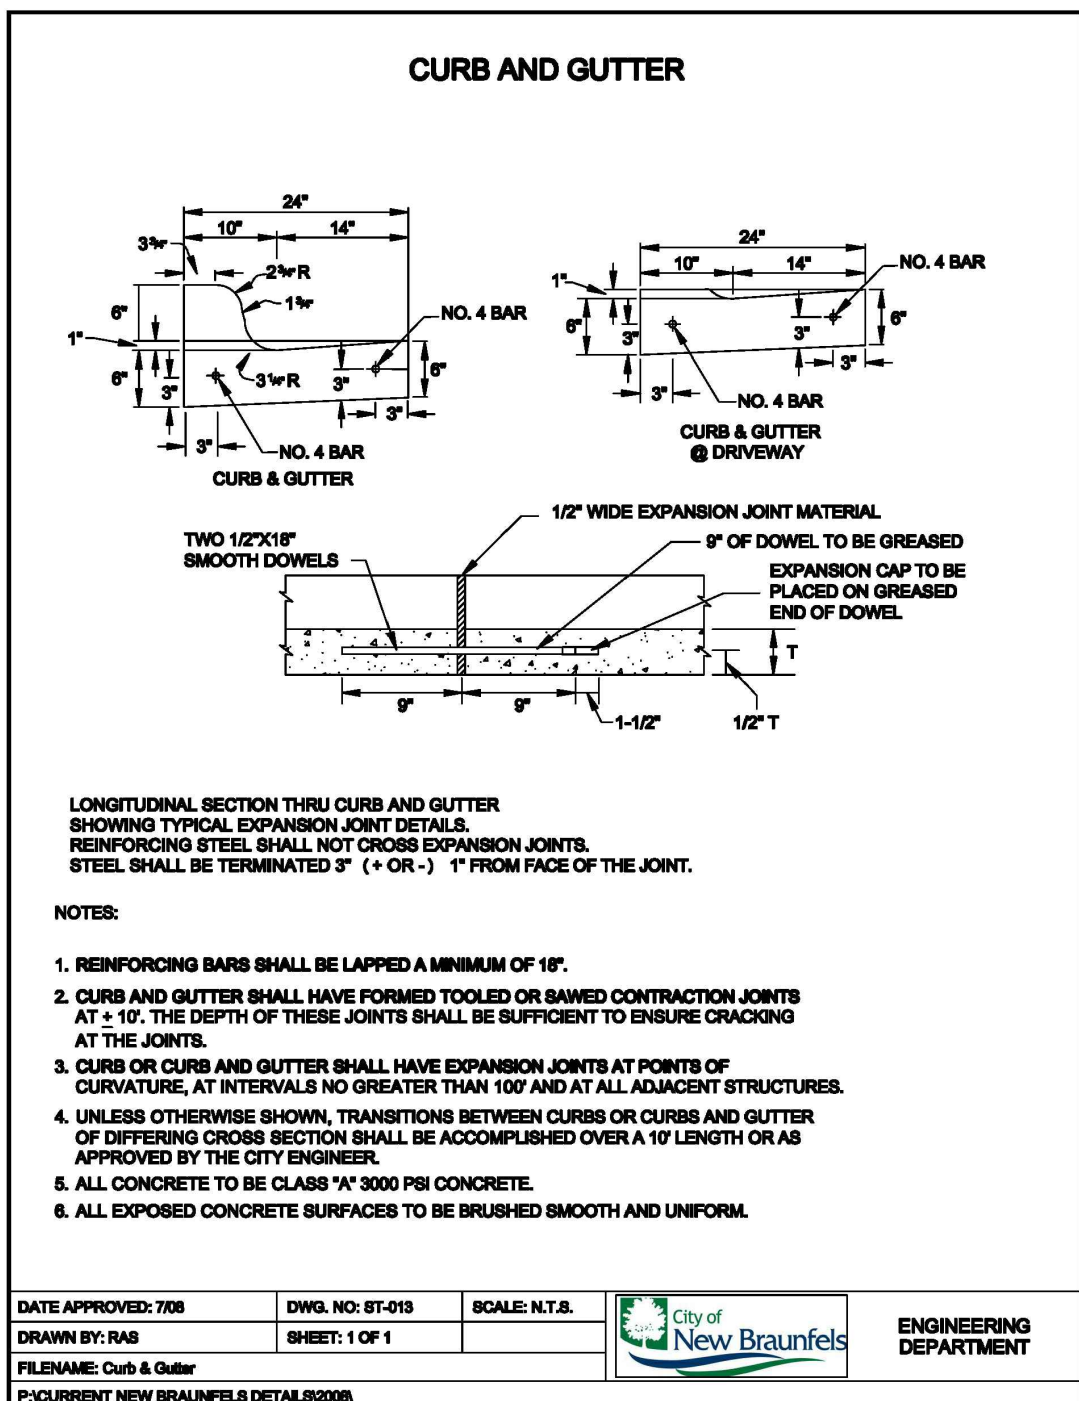 CURB AND GUTTER
24"
10" 14"
3 3/4"
2 3/4" R
1 3/4"
6"
1"
6"
3"
3 1/4" R
3"
6"
NO. 4 BAR
3"
3"
NO. 4 BAR
CURB & GUTTER
24"
10" 14"
NO. 4 BAR
1"
6"
3"
3"
6"
3"
3"
NO. 4 BAR
CURB & GUTTER
@ DRIVEWAY
1/2" WIDE EXPANSION JOINT MATERIAL
TWO 1/2"X18"
SMOOTH DOWELS
9" OF DOWEL TO BE GREASED
EXPANSION CAP TO BE
PLACED ON GREASED
END OF DOWEL
T
9" 9"
1-1/2"
1/2" T
LONGITUDINAL SECTION THRU CURB AND GUTTER
SHOWING TYPICAL EXPANSION JOINT DETAILS.
REINFORCING STEEL SHALL NOT CROSS EXPANSION JOINTS.
STEEL SHALL BE TERMINATED 3" (+ OR -) 1" FROM FACE OF THE JOINT.
NOTES:
1. REINFORCING BARS SHALL BE LAPPED A MINIMUM OF 18".
2. CURB AND GUTTER SHALL HAVE FORMED TOOLED OR SAWED CONTRACTION JOINTS
AT ± 10'. THE DEPTH OF THESE JOINTS SHALL BE SUFFICIENT TO ENSURE CRACKING
AT THE JOINTS.
3. CURB OR CURB AND GUTTER SHALL HAVE EXPANSION JOINTS AT POINTS OF
CURVATURE, AT INTERVALS NO GREATER THAN 100' AND AT ALL ADJACENT STRUCTURES.
4. UNLESS OTHERWISE SHOWN, TRANSITIONS BETWEEN CURBS OR CURBS AND GUTTER
OF DIFFERING CROSS SECTION SHALL BE ACCOMPLISHED OVER A 10' LENGTH OR AS
APPROVED BY THE CITY ENGINEER.
5. ALL CONCRETE TO BE CLASS "A" 3000 PSI CONCRETE.
6. ALL EXPOSED CONCRETE SURFACES TO BE BRUSHED SMOOTH AND UNIFORM.
DATE APPROVED: 7/08 DWG. NO: ST-013 SCALE: N.T.S.
DRAWN BY: RAS SHEET: 1 OF 1
FILENAME: Curb & Gutter
P:\CURRENT NEW BRAUNFELS DETAILS\2008\
City of
New Braunfels
ENGINEERING
DEPARTMENT